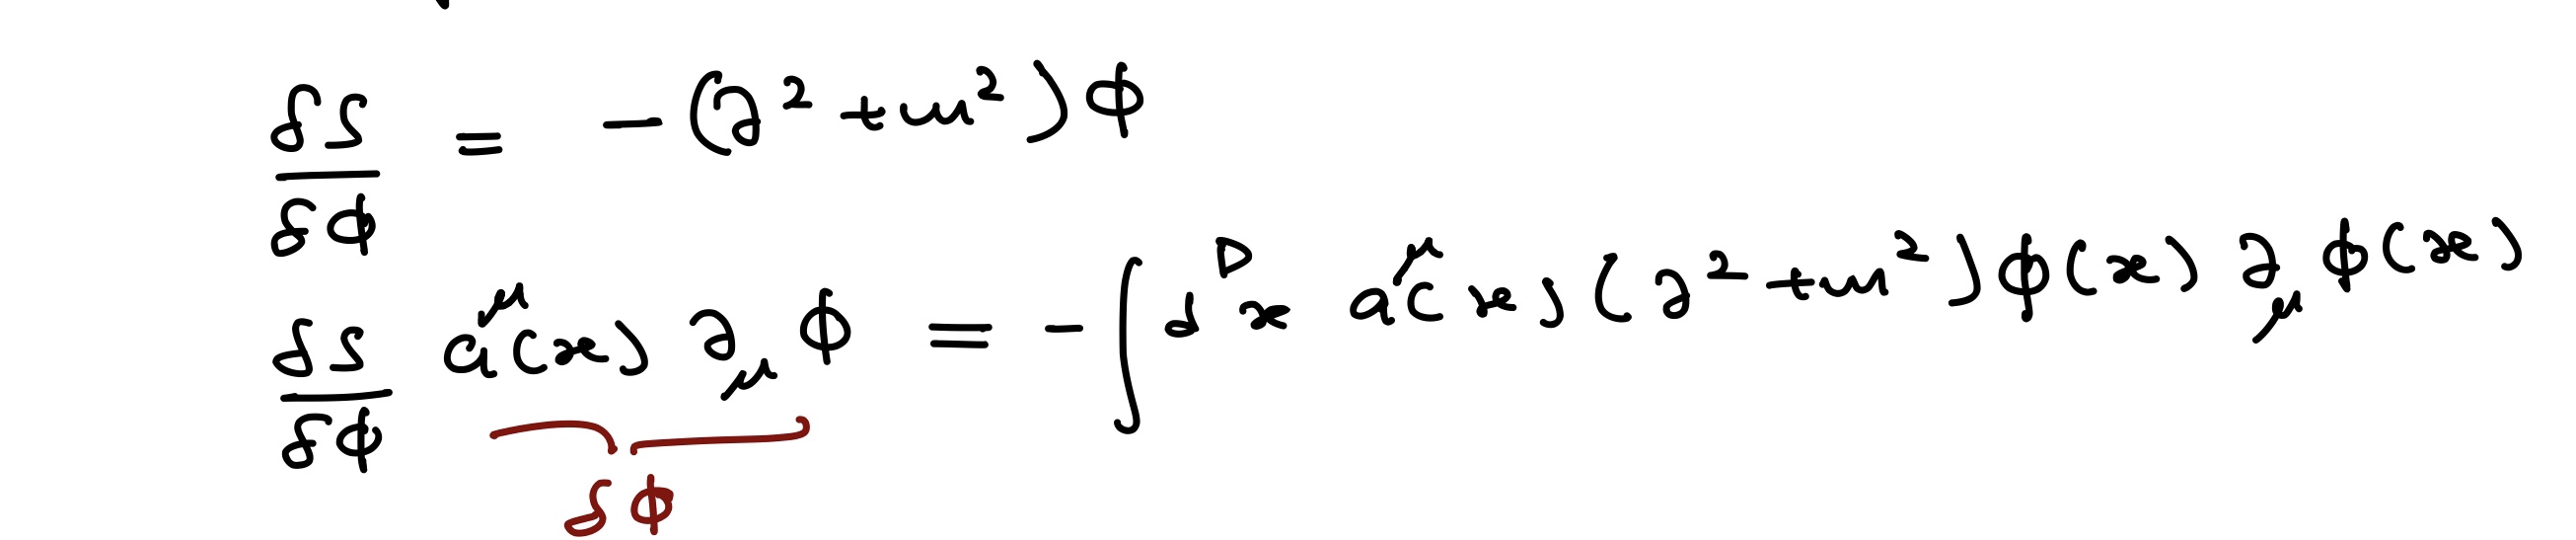 δS/δφ = − (∂² + m²) φ
δS/δφ a^μ(x) ∂_μ φ = − ∫ d^D x a^μ(x) (∂² + m²) φ(x) ∂_μ φ(x)
δφ